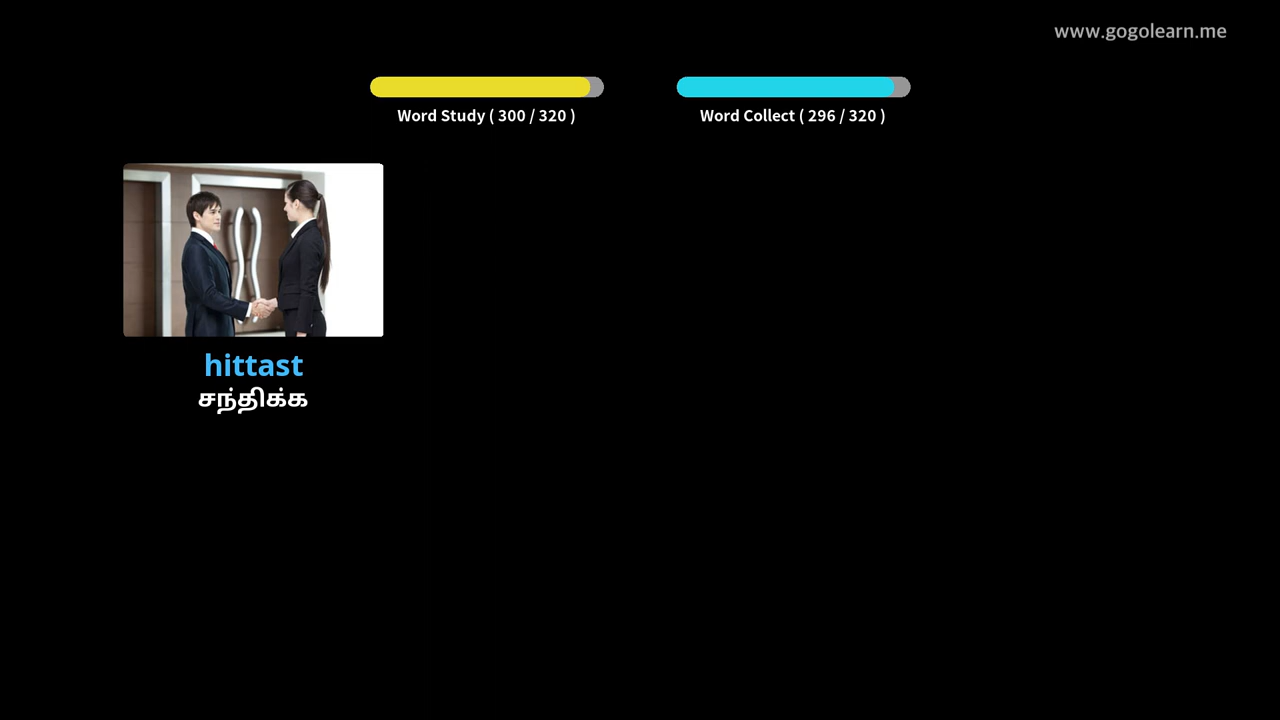 www.gogolearn.me
Word Study ( 300 / 320 )
Word Collect ( 296 / 320 )
hittast
சந்திக்க